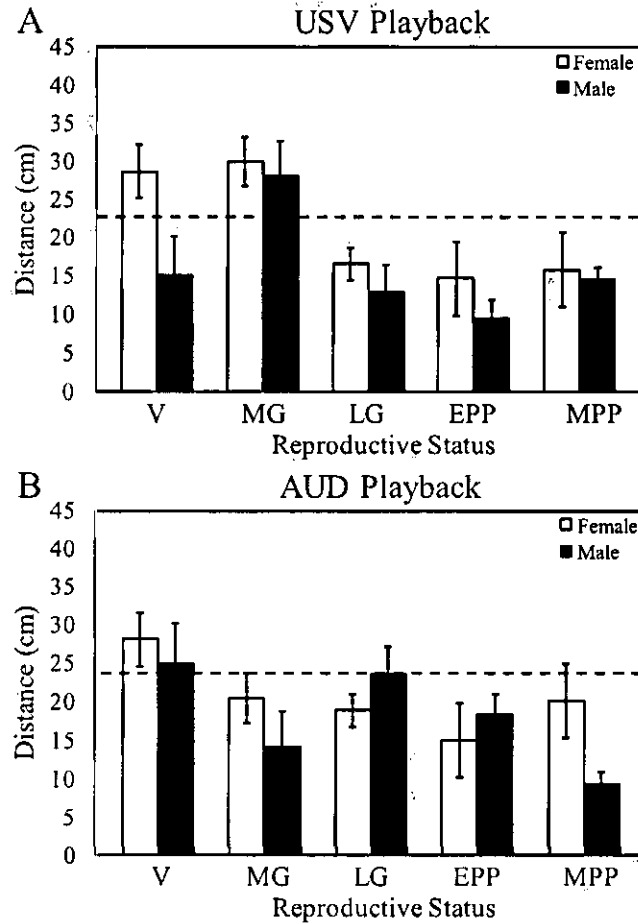 A
USV Playback
45
40
35
30
25
20
15
10
5
0
Distance (cm)
Female
Male
V MG LG EPP MPP
Reproductive Status
B
AUD Playback
45
40
35
30
25
20
15
10
5
0
Distance (cm)
Female
Male
V MG LG EPP MPP
Reproductive Status